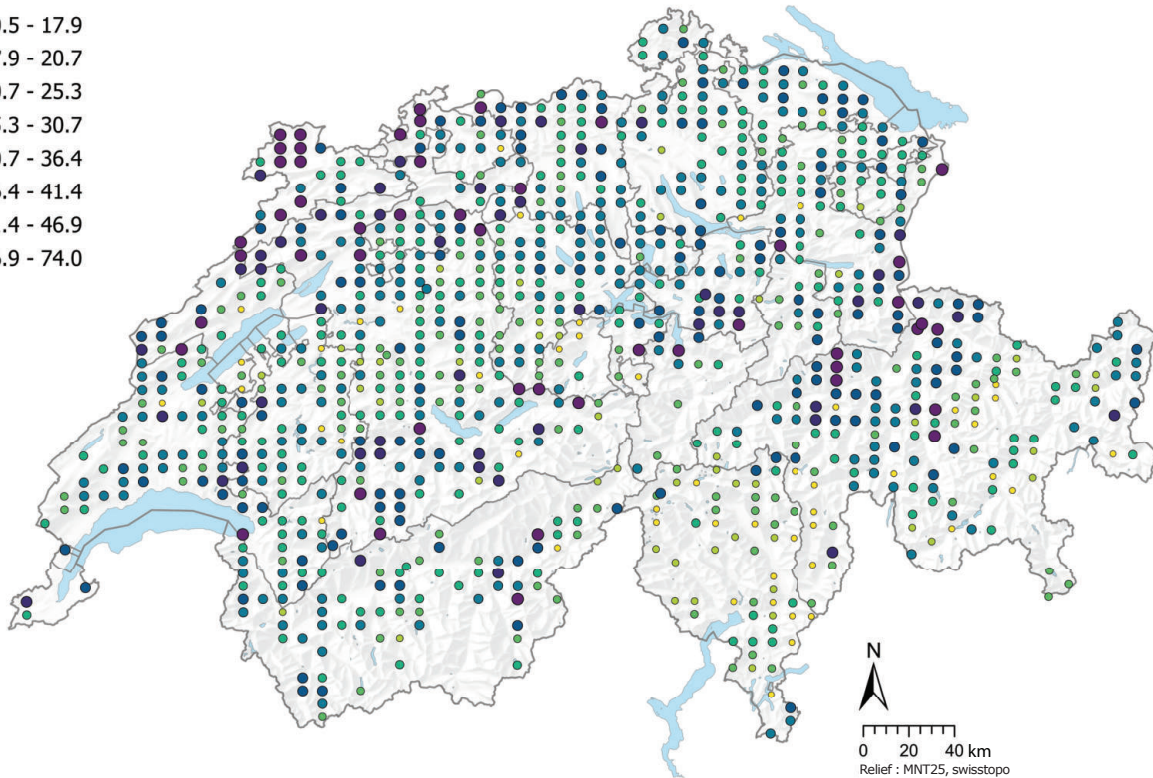 .5 - 17.9
.9 - 20.7
.7 - 25.3
.3 - 30.7
.7 - 36.4
.4 - 41.4
.4 - 46.9
.9 - 74.0
N
0 20 40 km
Relief : MNT25, swisstopo